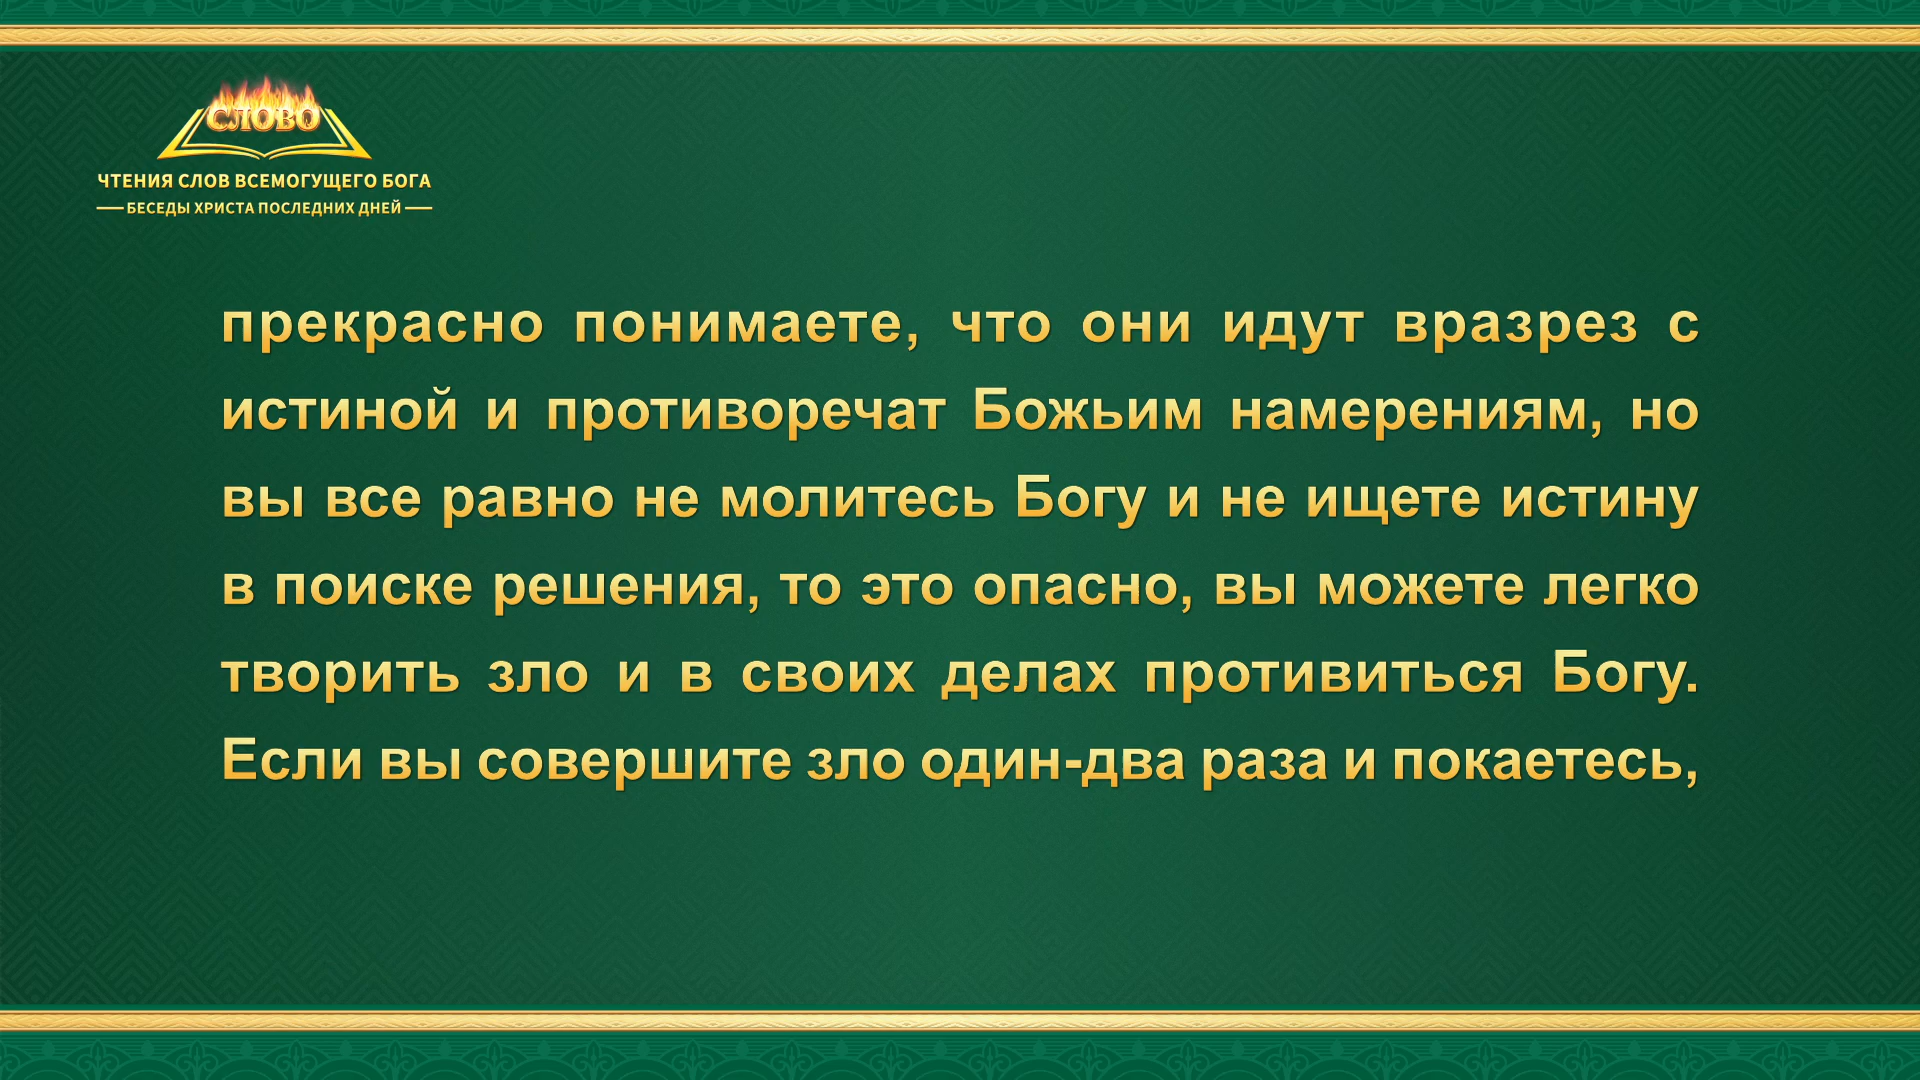 СЛОВО
ЧТЕНИЯ СЛОВ ВСЕМОГУЩЕГО БОГА
БЕСЕДЫ ХРИСТА ПОСЛЕДНИХ ДНЕЙ
прекрасно понимаете, что они идут вразрез с
истиной и противоречат Божьим намерениям, но
вы все равно не молитесь Богу и не ищете истину
в поиске решения, то это опасно, вы можете легко
творить зло и в своих делах противиться Богу.
Если вы совершите зло один-два раза и покаетесь,